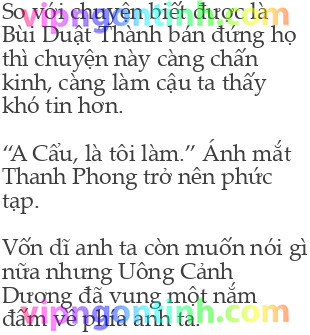 So với chuyện biết được là
Bùi Duật Thành bán đứng họ
thì chuyện này càng chấn
kinh, càng làm cậu ta thấy
khó tin hơn.
“A Cẩu, là tôi làm.” Ánh mắt
Thanh Phong trở nên phức
tạp.
Vốn dĩ anh ta còn muốn nói gì
nữa nhưng Uông Cảnh
Dương đã vung một nắm
đấm về phía anh ta.
vipngontinh.com
vipngontinh.com